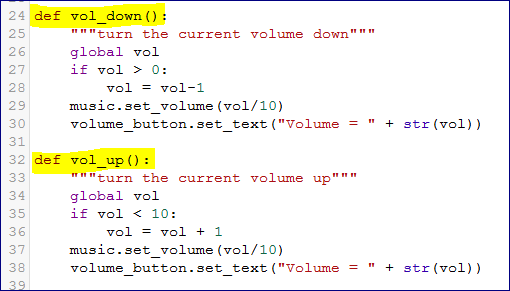 24 def vol_down():
25     """turn the current volume down"""
26     global vol
27     if vol > 0:
28         vol = vol-1
29     music.set_volume(vol/10)
30     volume_button.set_text("Volume = " + str(vol))
31
32 def vol_up():
33     """turn the current volume up"""
34     global vol
35     if vol < 10:
36         vol = vol + 1
37     music.set_volume(vol/10)
38     volume_button.set_text("Volume = " + str(vol))
39